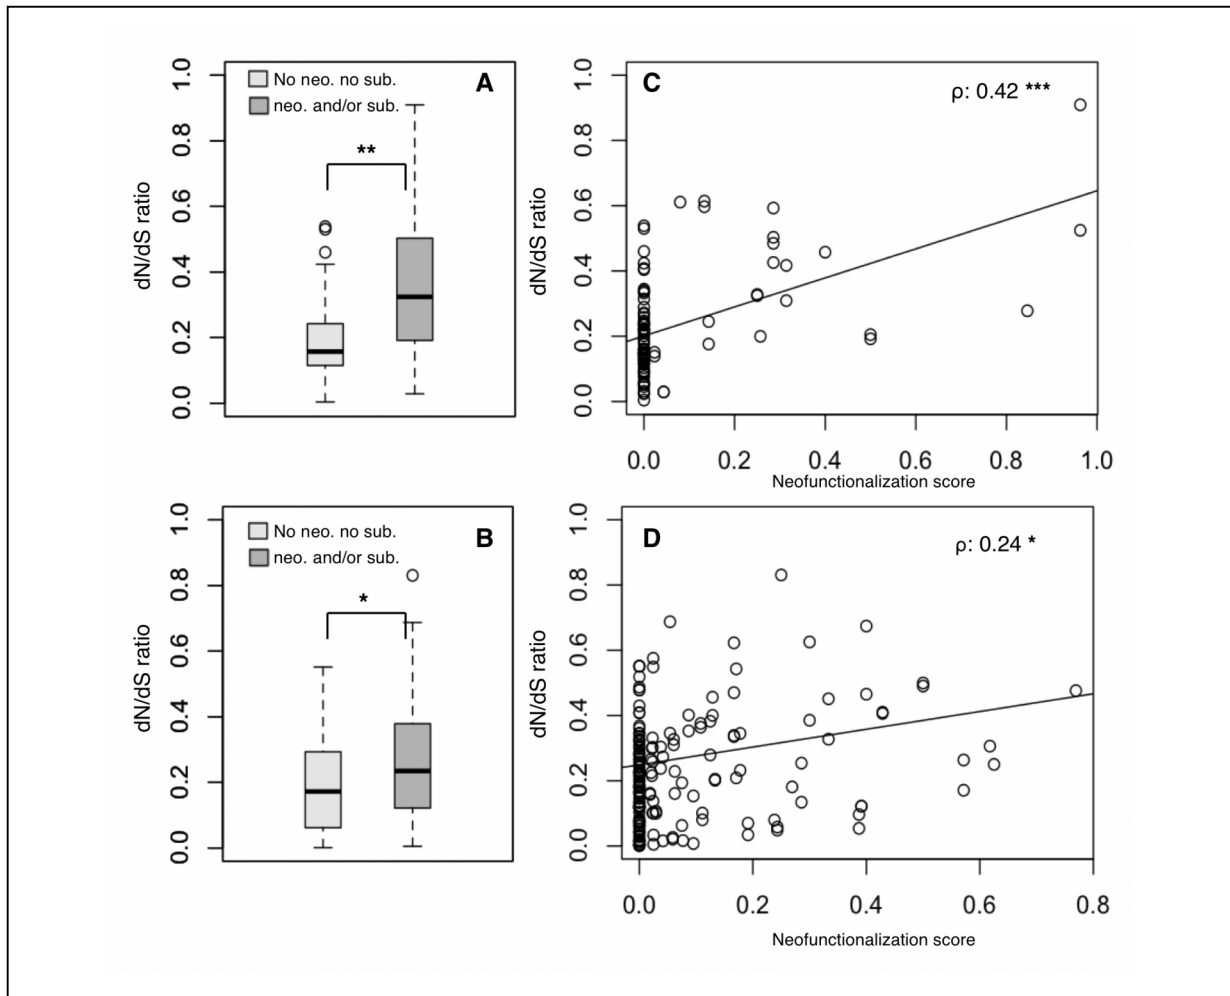 No neo. no sub.
neo. and/or sub.
A
**
dN/dS ratio
0.0 0.2 0.4 0.6 0.8 1.0
C
ρ: 0.42 ***
dN/dS ratio
0.0 0.2 0.4 0.6 0.8 1.0
0.0 0.2 0.4 0.6 0.8 1.0
Neofunctionalization score
No neo. no sub.
neo. and/or sub.
B
*
dN/dS ratio
0.0 0.2 0.4 0.6 0.8 1.0
D
ρ: 0.24 *
dN/dS ratio
0.0 0.2 0.4 0.6 0.8 1.0
0.0 0.2 0.4 0.6 0.8
Neofunctionalization score